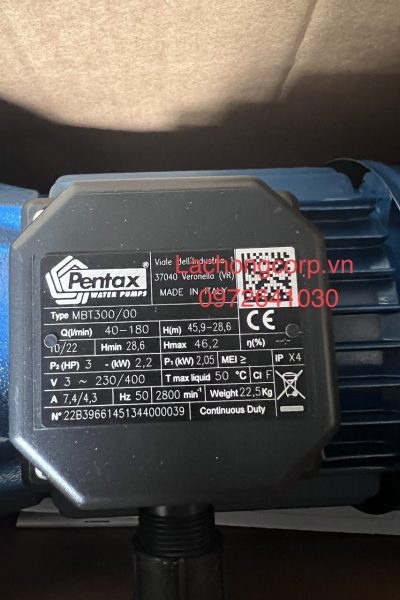 Pentax ®
WATER PUMPS
Viale dell'Industria
37040 Veronella (VR)
MADE IN ITALY
Lachongcorp.vn
0972641030
Type MBT300/00
Q(l/min) 40-180 H(m) 45,9-28,6
10/22 Hmin 28,6 Hmax 46,2 η(%) --
P2 (HP) 3 - (kW) 2,2 P1 (kW) 2,05 MEI ≥ IP X4
V 3 ~ 230/400 T max liquid 50 °C Cl F
A 7,4/4,3 Hz 50 2800 min-1 Weight 22,5Kg
N° 22B39661451344000039 Continuous Duty
CE